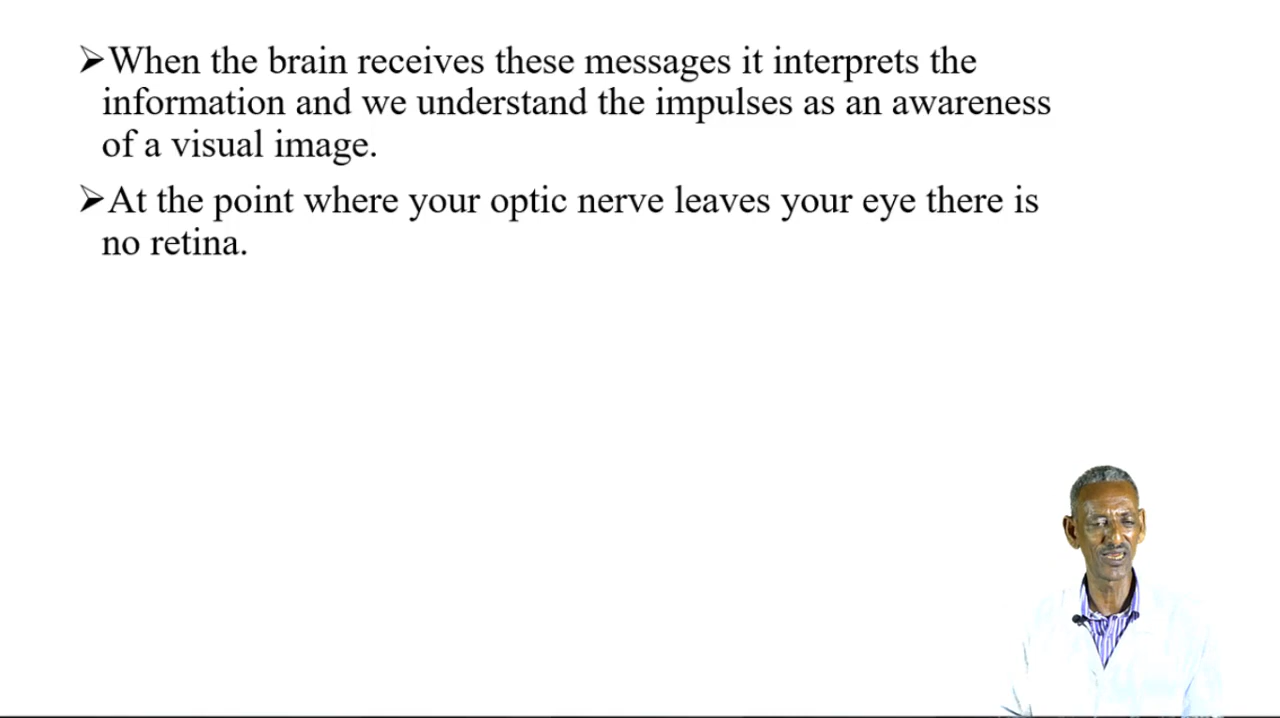 ➢When the brain receives these messages it interprets the
information and we understand the impulses as an awareness
of a visual image.
➢At the point where your optic nerve leaves your eye there is
no retina.